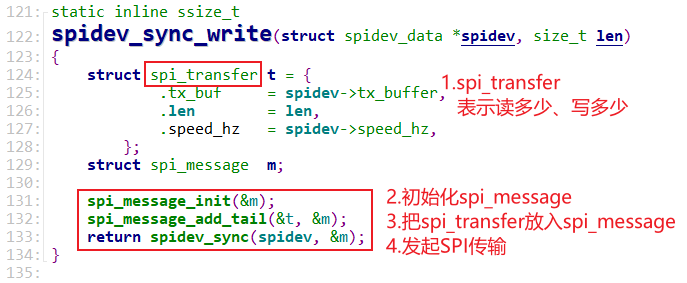 121: static inline ssize_t
122: spidev_sync_write(struct spidev_data *spidev, size_t len)
123: {
124: struct spi_transfer t = {
125: .tx_buf = spidev->tx_buffer,
126: .len = len,
127: .speed_hz = spidev->speed_hz,
128: };
129: struct spi_message m;
130:
131: spi_message_init(&m);
132: spi_message_add_tail(&t, &m);
133: return spidev_sync(spidev, &m);
134: }
135:
1.spi_transfer
表示读多少、写多少
2.初始化spi_message
3.把spi_transfer放入spi_message
4.发起SPI传输